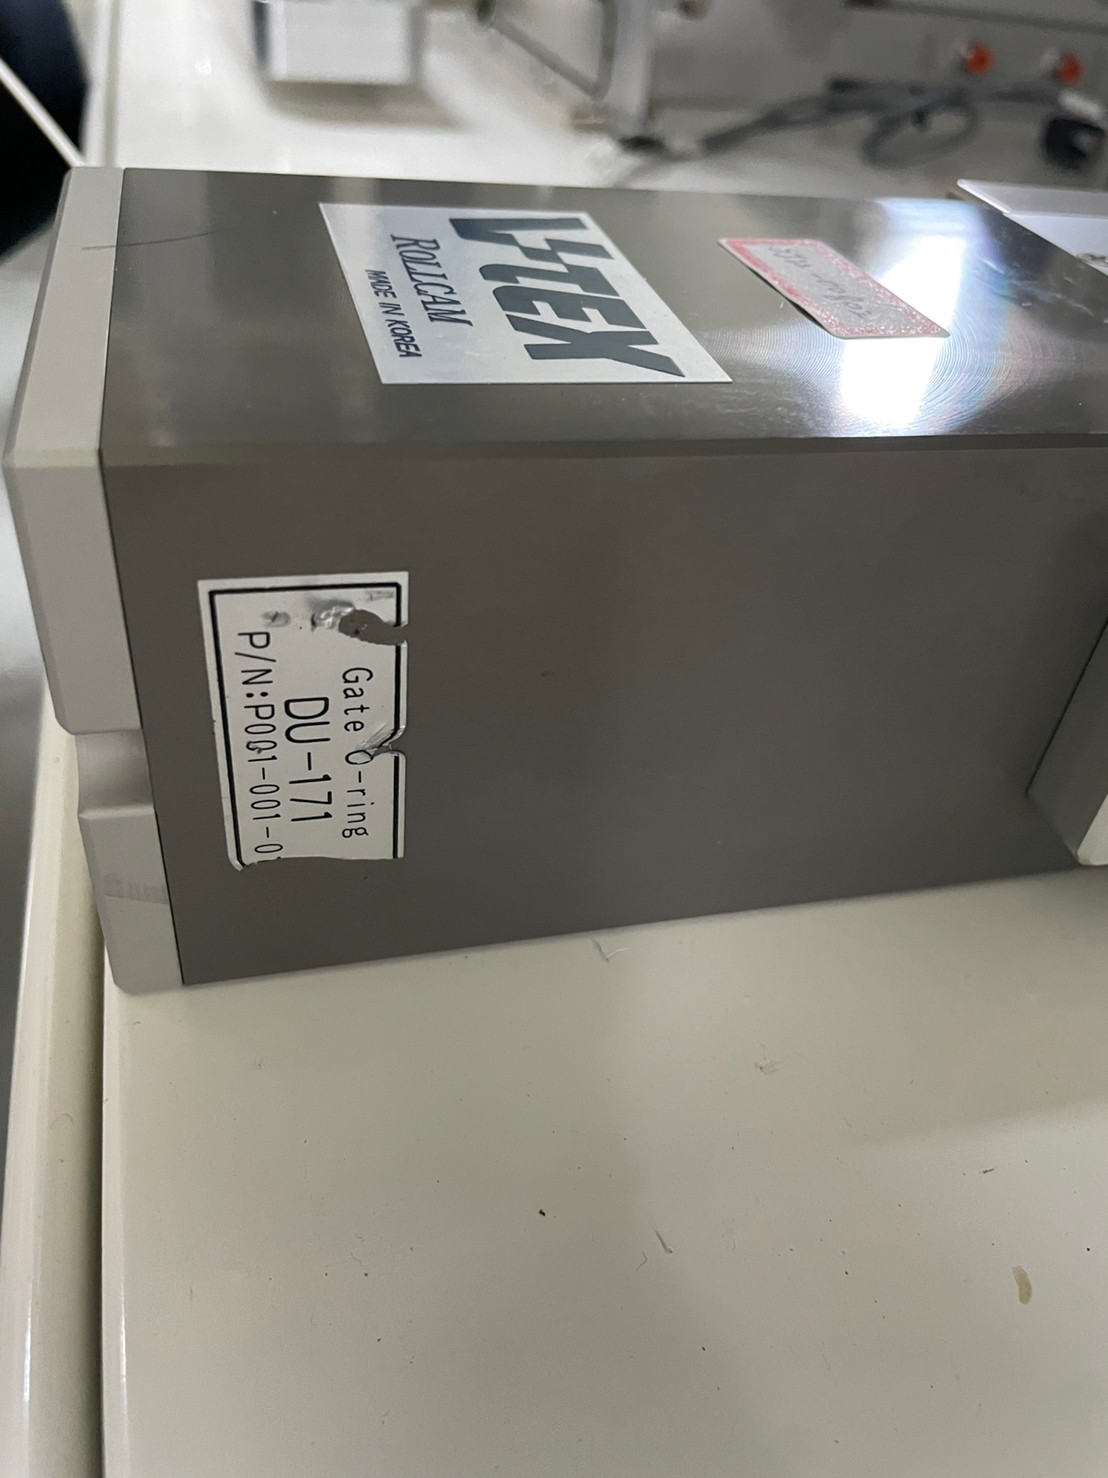 V-TEX
ROLLCAM
MADE IN KOREA
Gate O-ring
DU-171
P/N:P001-001-0